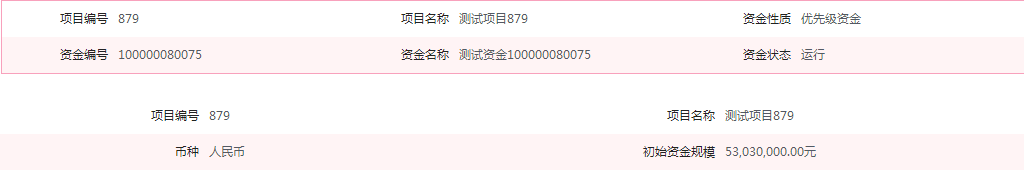 项目编号 879 项目名称 测试项目879 资金性质 优先级资金
资金编号 100000080075 资金名称 测试资金100000080075 资金状态 运行
项目编号 879 项目名称 测试项目879
币种 人民币 初始资金规模 53,030,000.00元